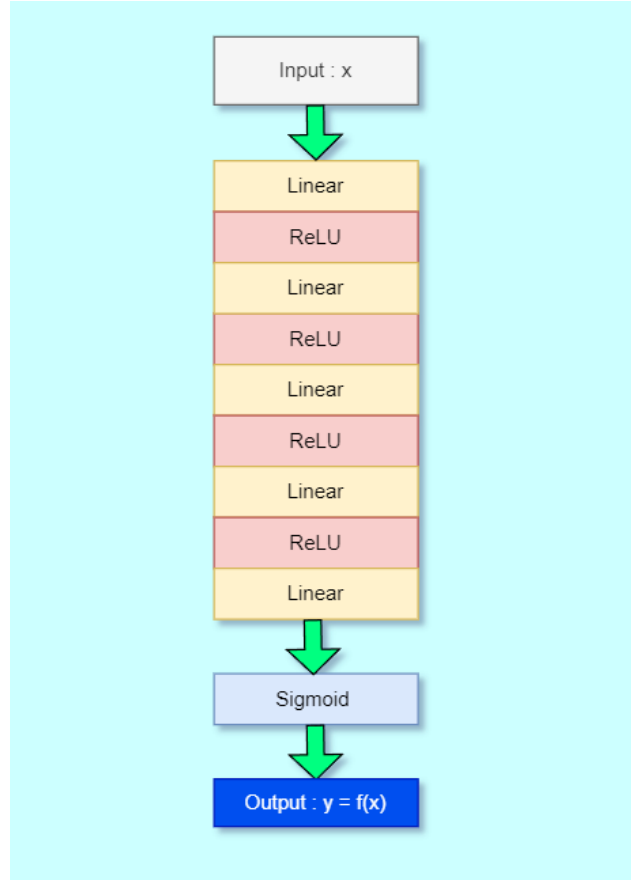 Input : x
Linear
ReLU
Linear
ReLU
Linear
ReLU
Linear
ReLU
Linear
Sigmoid
Output : y = f(x)